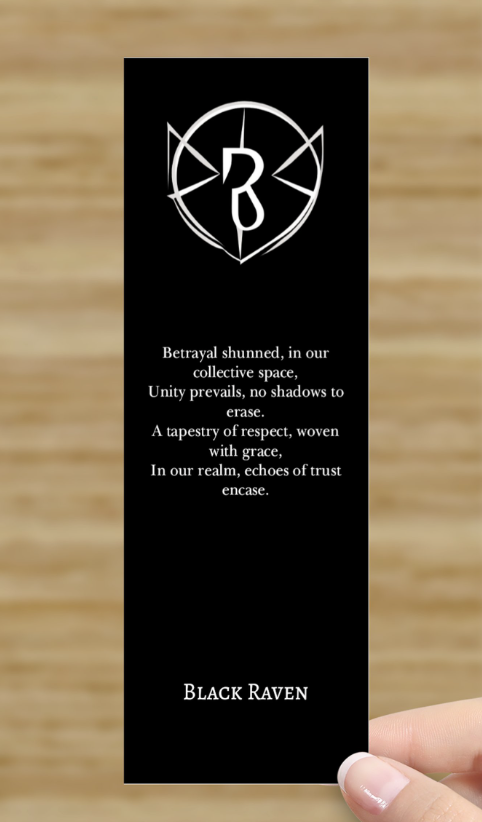 B
Betrayal shunned, in our
collective space,
Unity prevails, no shadows to
erase.
A tapestry of respect, woven
with grace,
In our realm, echoes of trust
encase.
Black Raven